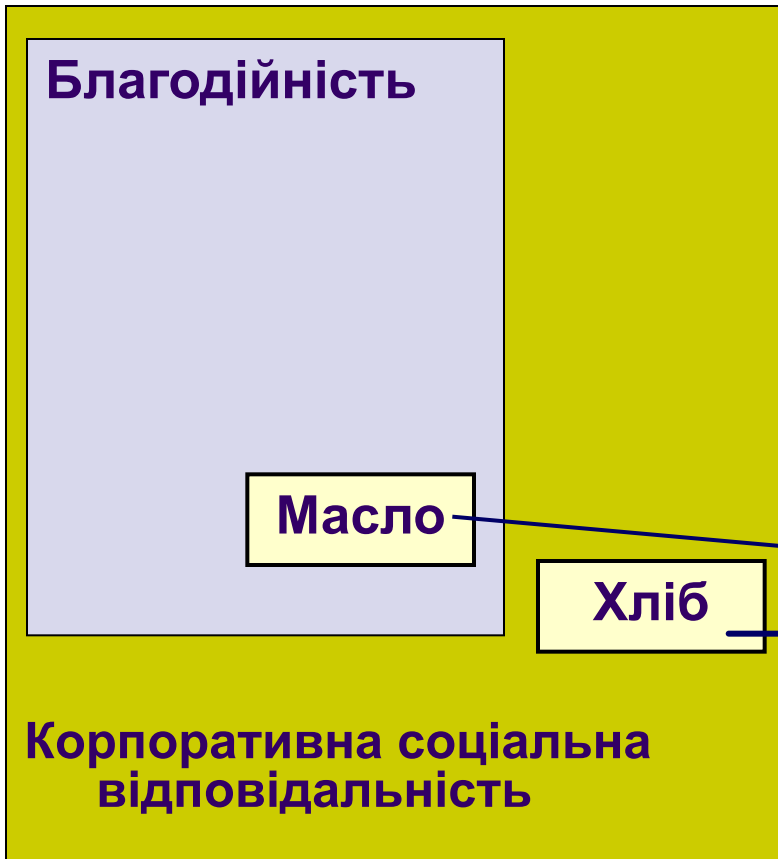 Благодійність
Масло
Хліб
Корпоративна соціальна
відповідальність